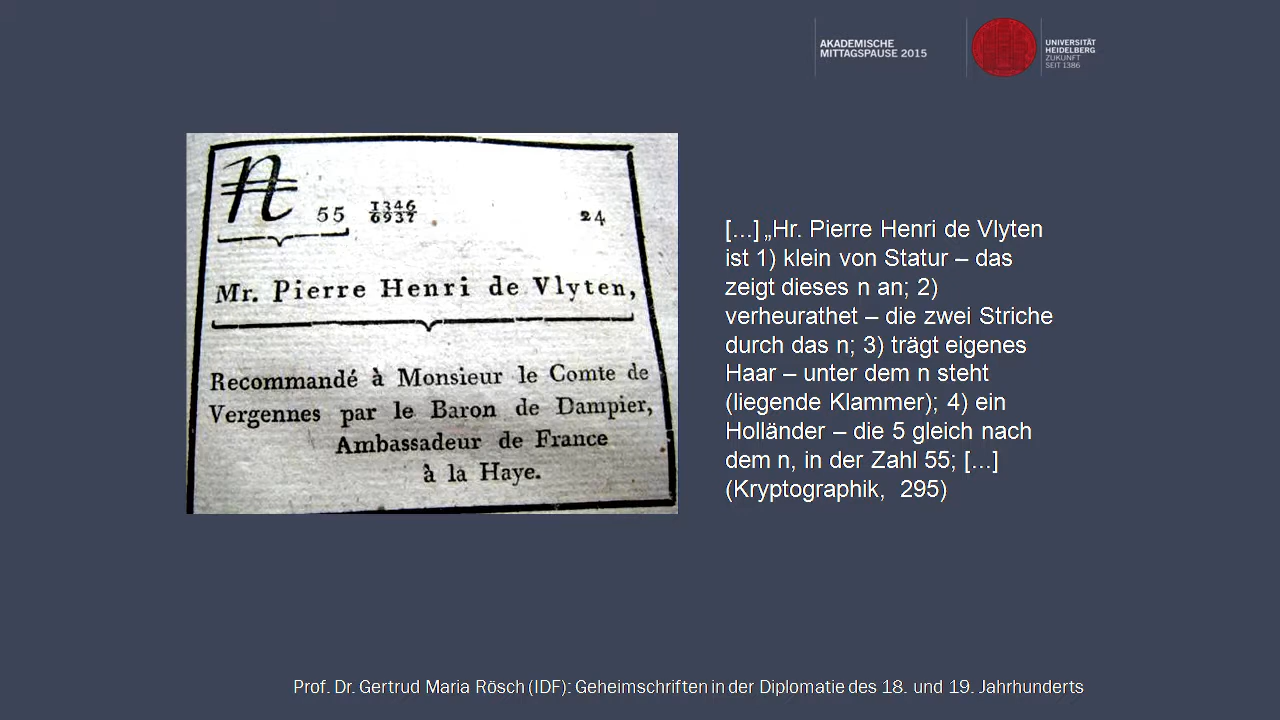 AKADEMISCHE
MITTAGSPAUSE 2015
UNIVERSITÄT
HEIDELBERG
ZUKUNFT
SEIT 1386
n 55 1346 24
6937
Mr. Pierre Henri de Vlyten,
Recommandé à Monsieur le Comte de
Vergennes par le Baron de Dampier,
Ambassadeur de France
à la Haye.
[...] „Hr. Pierre Henri de Vlyten
ist 1) klein von Statur – das
zeigt dieses n an; 2)
verheurathet – die zwei Striche
durch das n; 3) trägt eigenes
Haar – unter dem n steht
(liegende Klammer); 4) ein
Holländer – die 5 gleich nach
dem n, in der Zahl 55; [...]
(Kryptographik, 295)
Prof. Dr. Gertrud Maria Rösch (IDF): Geheimschriften in der Diplomatie des 18. und 19. Jahrhunderts